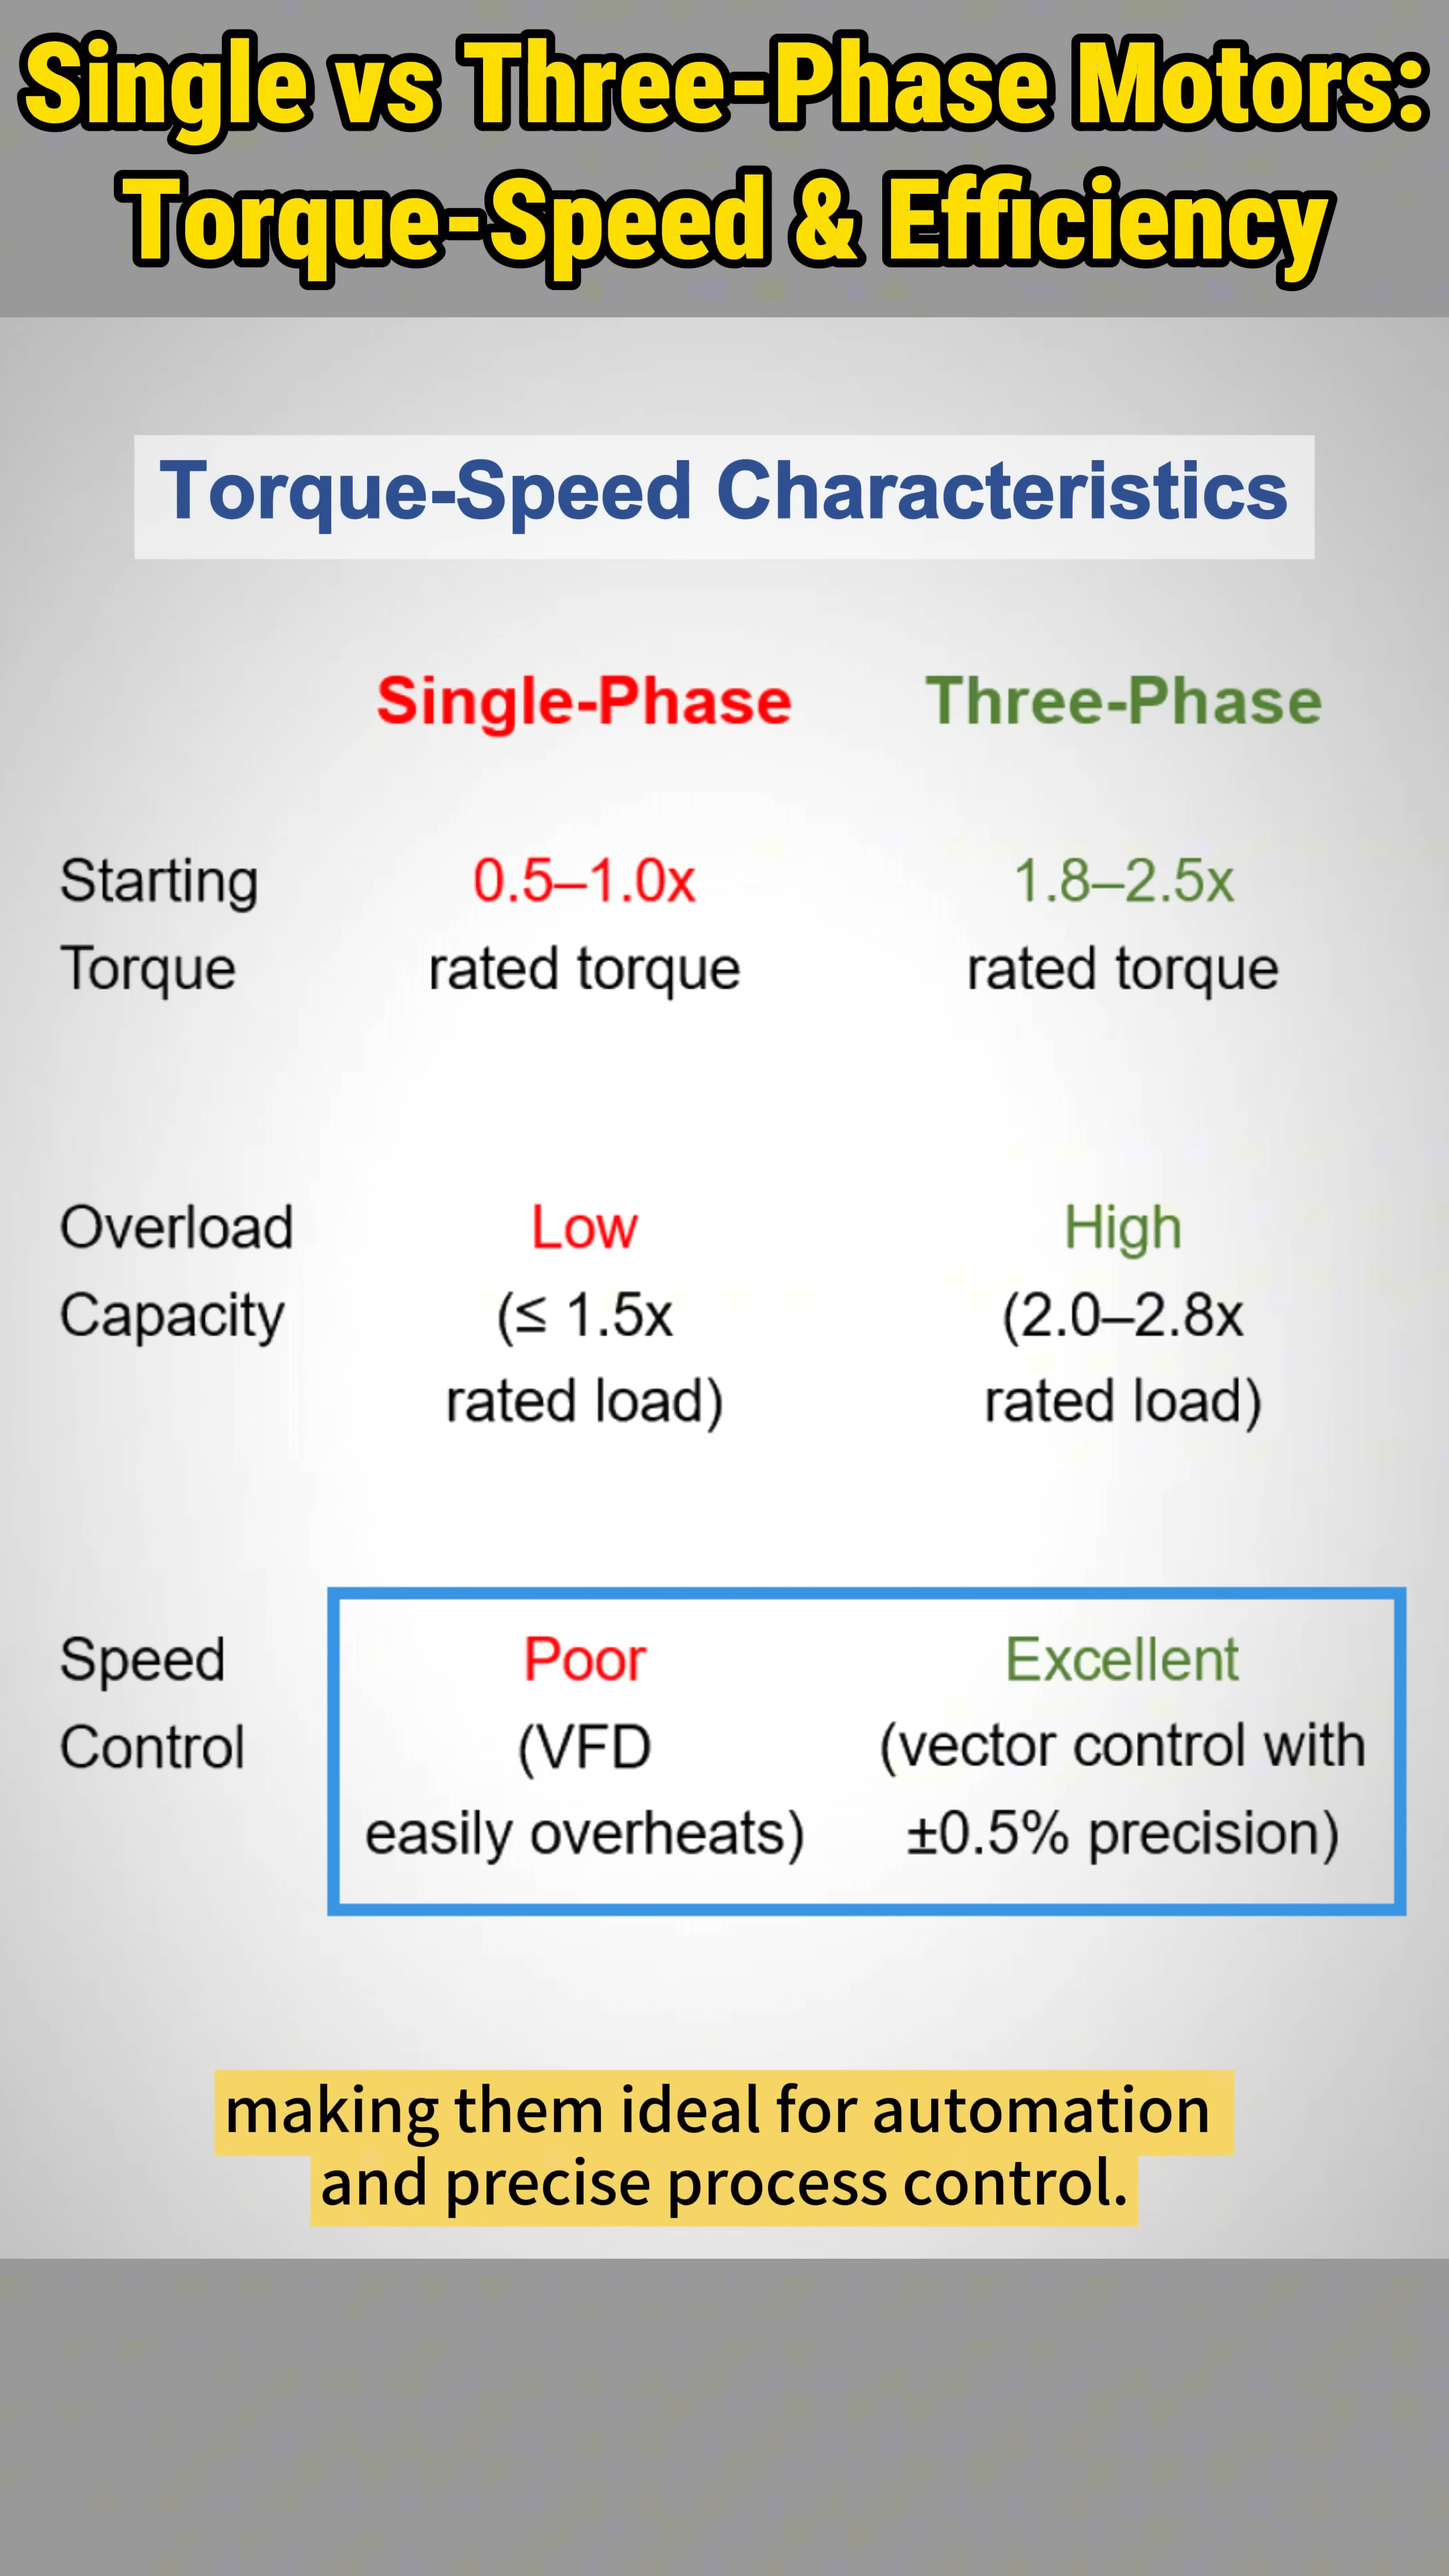 Single vs Three-Phase Motors:
Torque-Speed & Efficiency
Torque-Speed Characteristics
Single-Phase Three-Phase
Starting Torque
0.5–1.0x
rated torque
1.8–2.5x
rated torque
Overload Capacity
Low
(≤ 1.5x
rated load)
High
(2.0–2.8x
rated load)
Speed Control
Poor
(VFD
easily overheats)
Excellent
(vector control with
±0.5% precision)
making them ideal for automation
and precise process control.